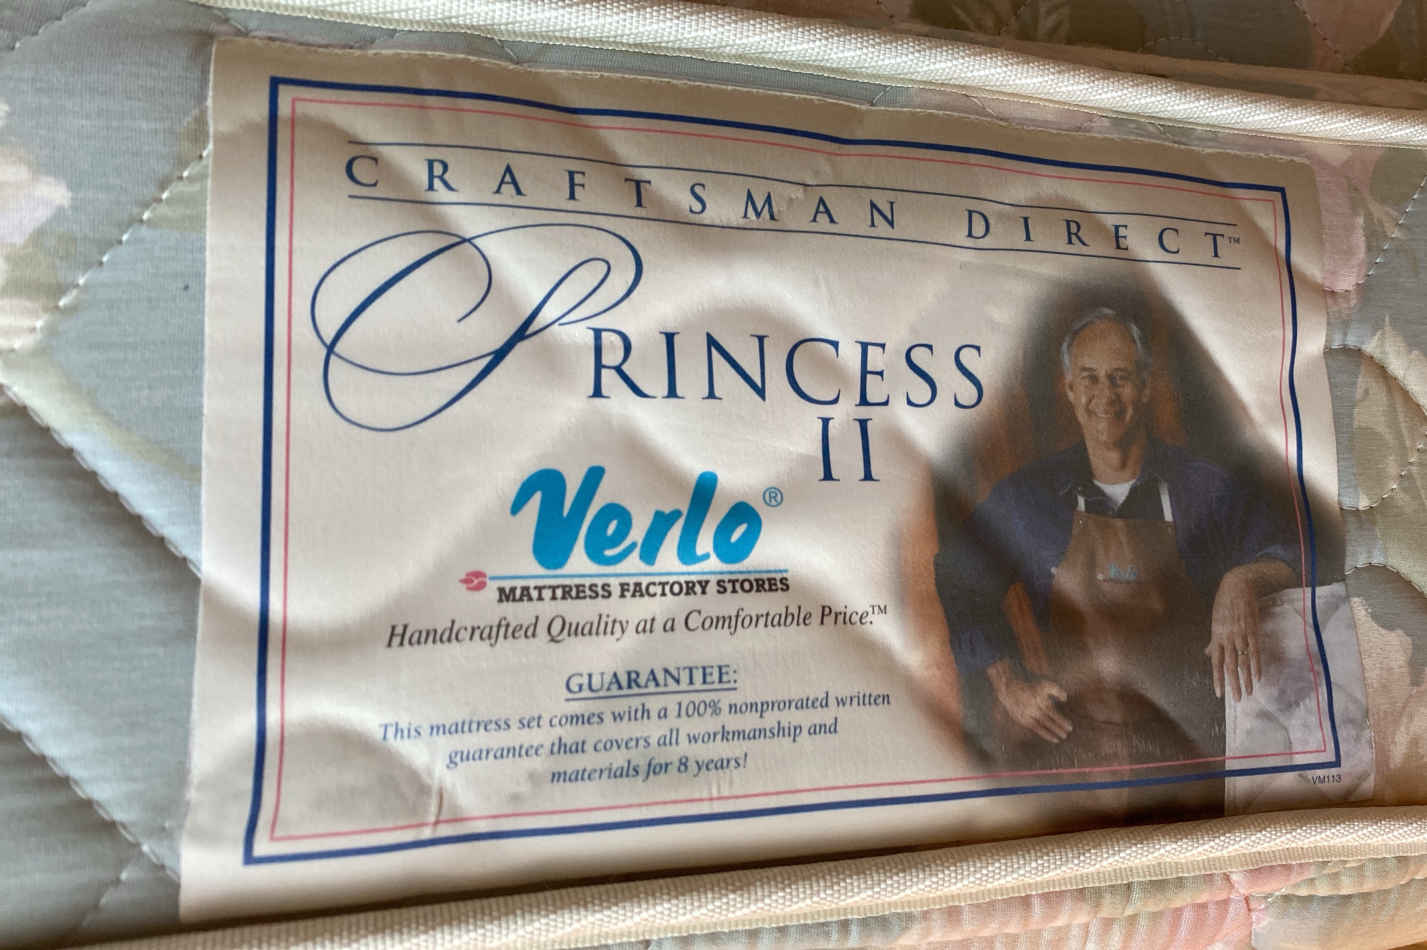 CRAFTSMAN DIRECT™
PRINCESS
II
Verlo®
MATTRESS FACTORY STORES
Handcrafted Quality at a Comfortable Price.™
GUARANTEE:
This mattress set comes with a 100% nonprorated written
guarantee that covers all workmanship and
materials for 8 years!
VM113